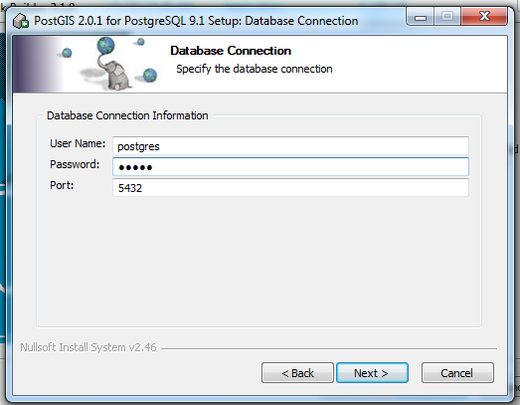 PostGIS 2.0.1 for PostgreSQL 9.1 Setup: Database Connection
Database Connection
Specify the database connection
Database Connection Information
User Name: postgres
Password: •••••
Port: 5432
Nullsoft Install System v2.46
< Back Next > Cancel